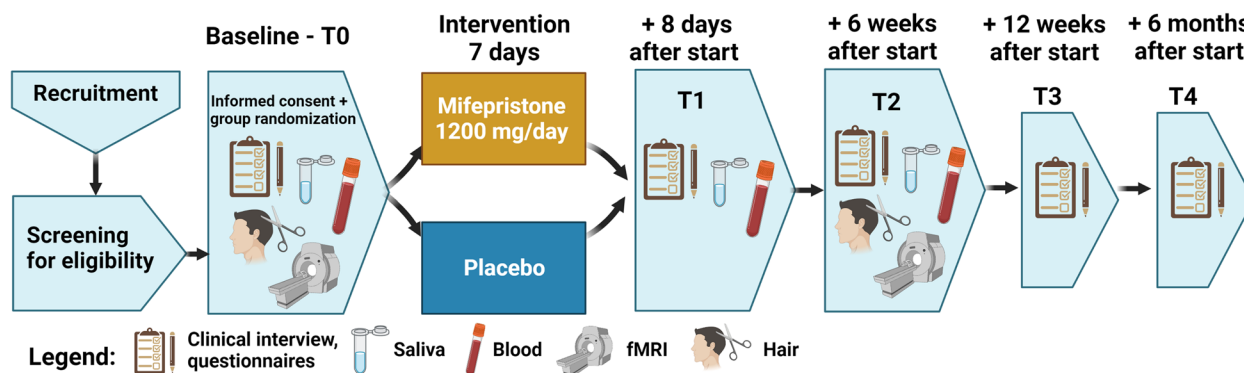 Recruitment
Screening
for eligibility
Baseline - T0
Informed consent +
group randomization
Intervention
7 days
Mifepristone
1200 mg/day
Placebo
+ 8 days
after start
T1
+ 6 weeks
after start
T2
+ 12 weeks
after start
T3
+ 6 months
after start
T4
Legend:
Clinical interview,
questionnaires
Saliva
Blood
fMRI
Hair